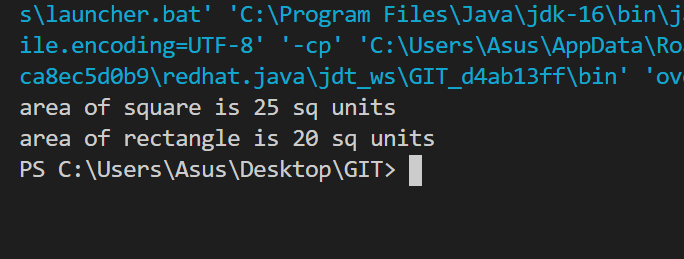 s\launcher.bat' 'C:\Program Files\Java\jdk-16\bin\j
ile.encoding=UTF-8' '-cp' 'C:\Users\Asus\AppData\Ro
ca8ec5d0b9\redhat.java\jdt_ws\GIT_d4ab13ff\bin' 'ov
area of square is 25 sq units
area of rectangle is 20 sq units
PS C:\Users\Asus\Desktop\GIT>